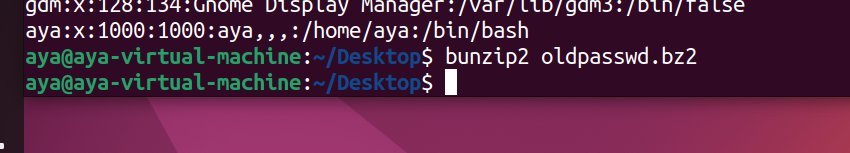 gdm:x:128:134:Gnome Display Manager:/var/lib/gdm3:/bin/false
aya:x:1000:1000:aya,,,:/home/aya:/bin/bash
aya@aya-virtual-machine:~/Desktop$ bunzip2 oldpasswd.bz2
aya@aya-virtual-machine:~/Desktop$